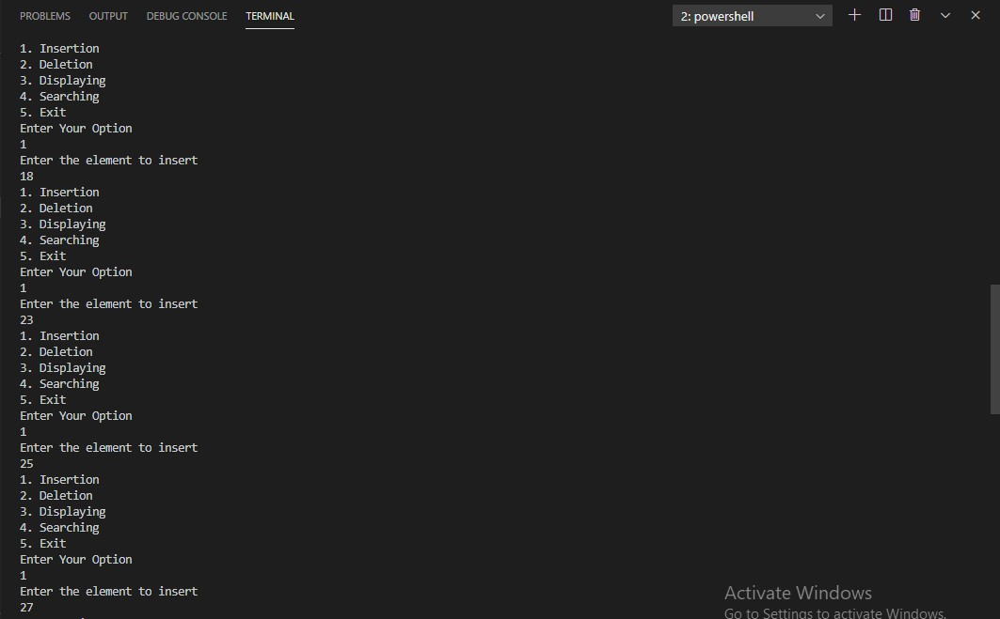 PROBLEMS OUTPUT DEBUG CONSOLE TERMINAL 2: powershell
1. Insertion
2. Deletion
3. Displaying
4. Searching
5. Exit
Enter Your Option
1
Enter the element to insert
18
1. Insertion
2. Deletion
3. Displaying
4. Searching
5. Exit
Enter Your Option
1
Enter the element to insert
23
1. Insertion
2. Deletion
3. Displaying
4. Searching
5. Exit
Enter Your Option
1
Enter the element to insert
25
1. Insertion
2. Deletion
3. Displaying
4. Searching
5. Exit
Enter Your Option
1
Enter the element to insert
27
Activate Windows
Go to Settings to activate Windows.